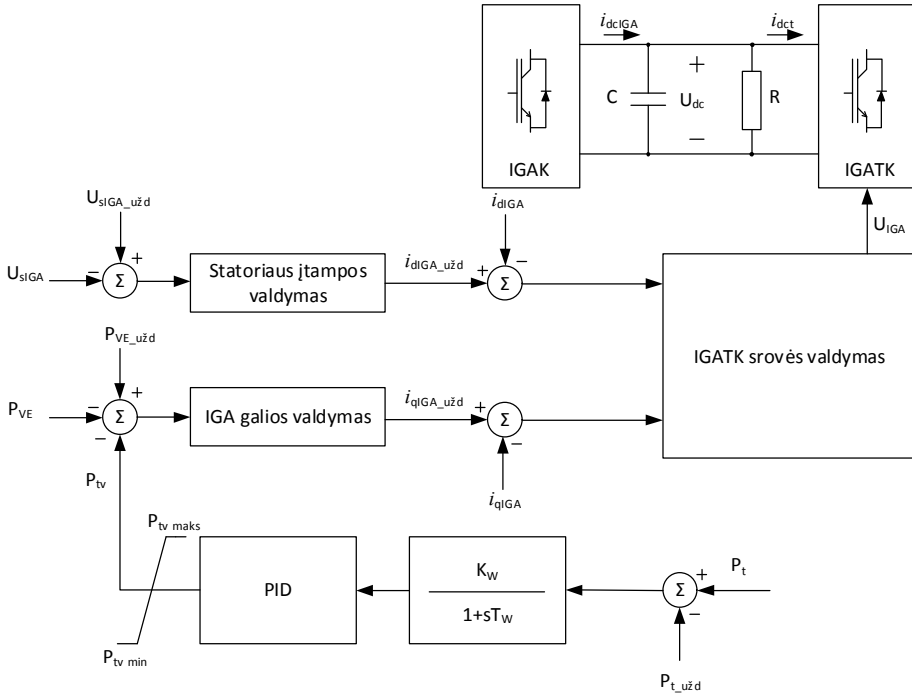 i_dcIGA
i_dct
+
C
U_dc
R
−
IGAK
IGATK
U_sIGA_užd
i_dIGA
U_IGA
+
−
U_sIGA
−
Σ
Statoriaus įtampos
valdymas
i_dIGA_užd
+
Σ
P_VE_užd
IGATK srovės valdymas
+
P_VE
−
Σ
−
IGA galios valdymas
i_qIGA_užd
+
Σ
−
P_tv
i_qIGA
P_tv maks
PID
K_W
1+sT_W
Σ
+
P_t
−
P_tv min
P_t_užd